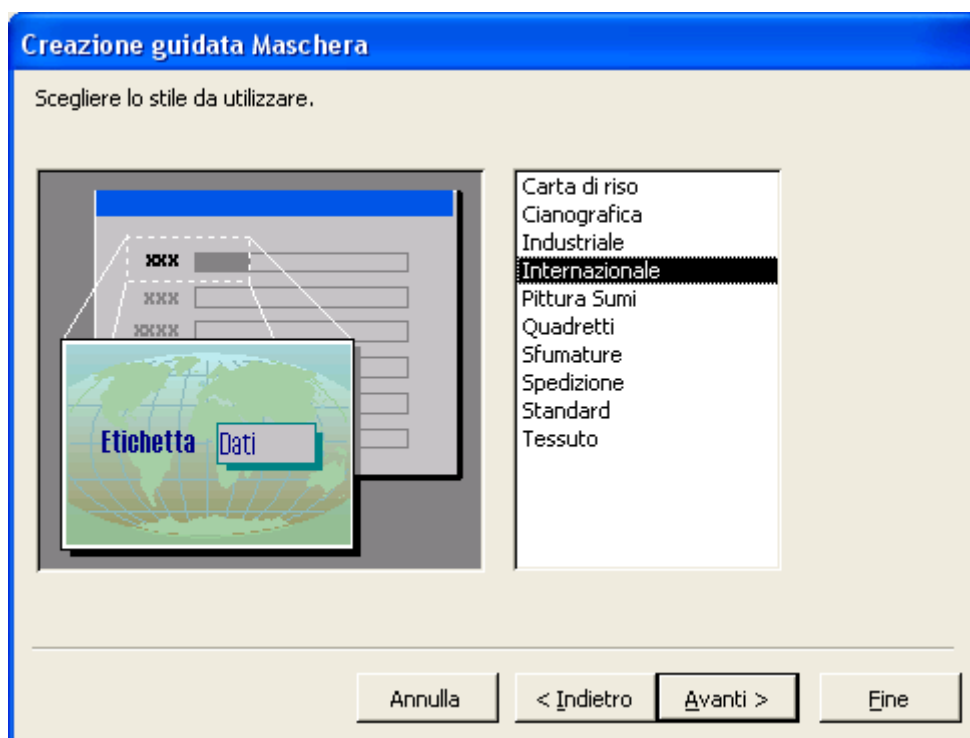 Creazione guidata Maschera
Scegliere lo stile da utilizzare.
xxx
xxx
xxxx
Etichetta Dati
Carta di riso
Cianografica
Industriale
Internazionale
Pittura Sumi
Quadretti
Sfumature
Spedizione
Standard
Tessuto
Annulla < Indietro Avanti > Fine